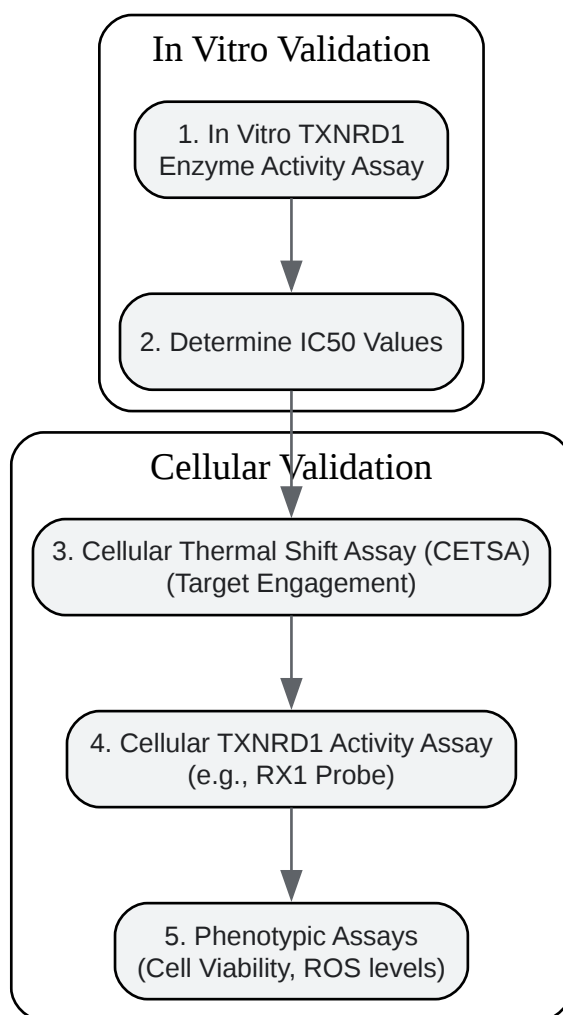 In Vitro Validation
1. In Vitro TXNRD1
Enzyme Activity Assay
2. Determine IC50 Values
Cellular Validation
3. Cellular Thermal Shift Assay (CETSA)
(Target Engagement)
4. Cellular TXNRD1 Activity Assay
(e.g., RX1 Probe)
5. Phenotypic Assays
(Cell Viability, ROS levels)